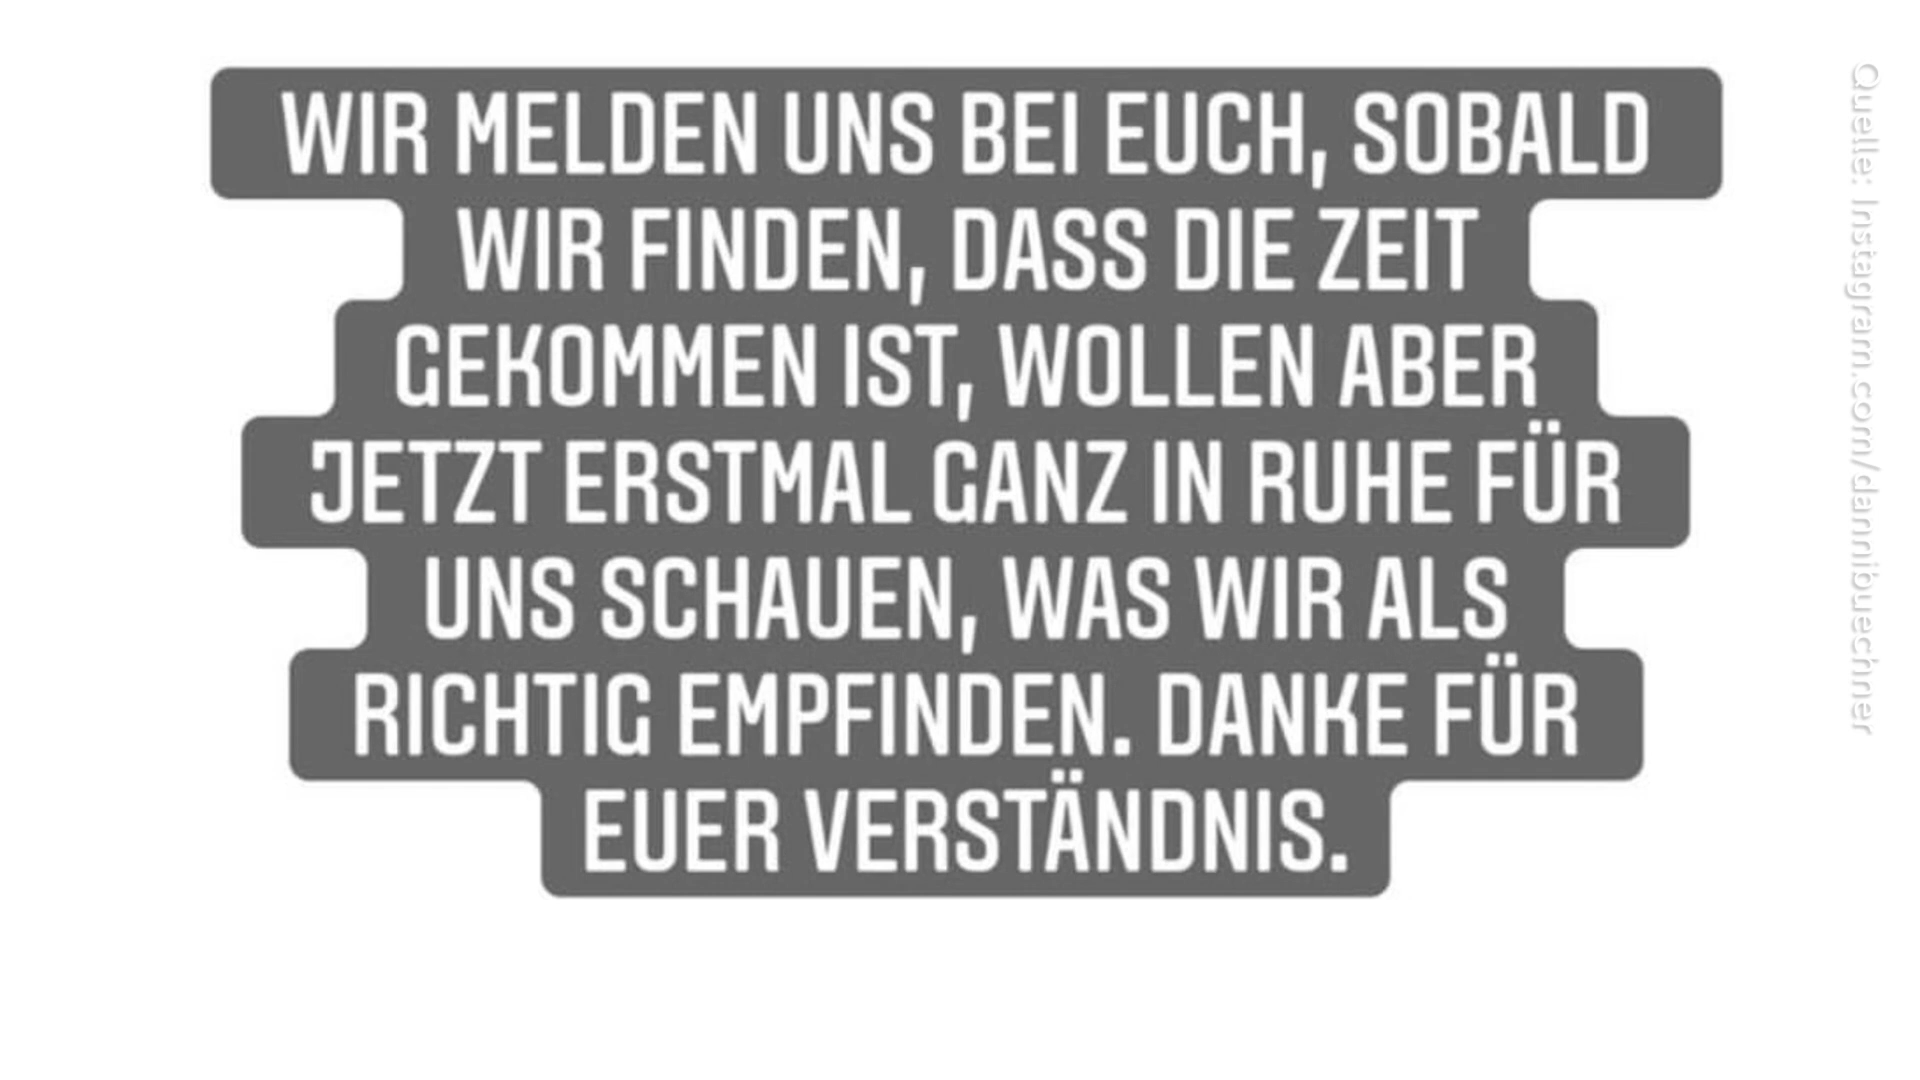 WIR MELDEN UNS BEI EUCH, SOBALD
WIR FINDEN, DASS DIE ZEIT
GEKOMMEN IST, WOLLEN ABER
JETZT ERSTMAL GANZ IN RUHE FÜR
UNS SCHAUEN, WAS WIR ALS
RICHTIG EMPFINDEN. DANKE FÜR
EUER VERSTÄNDNIS.
Quelle: Instagram.com/dannibuechner